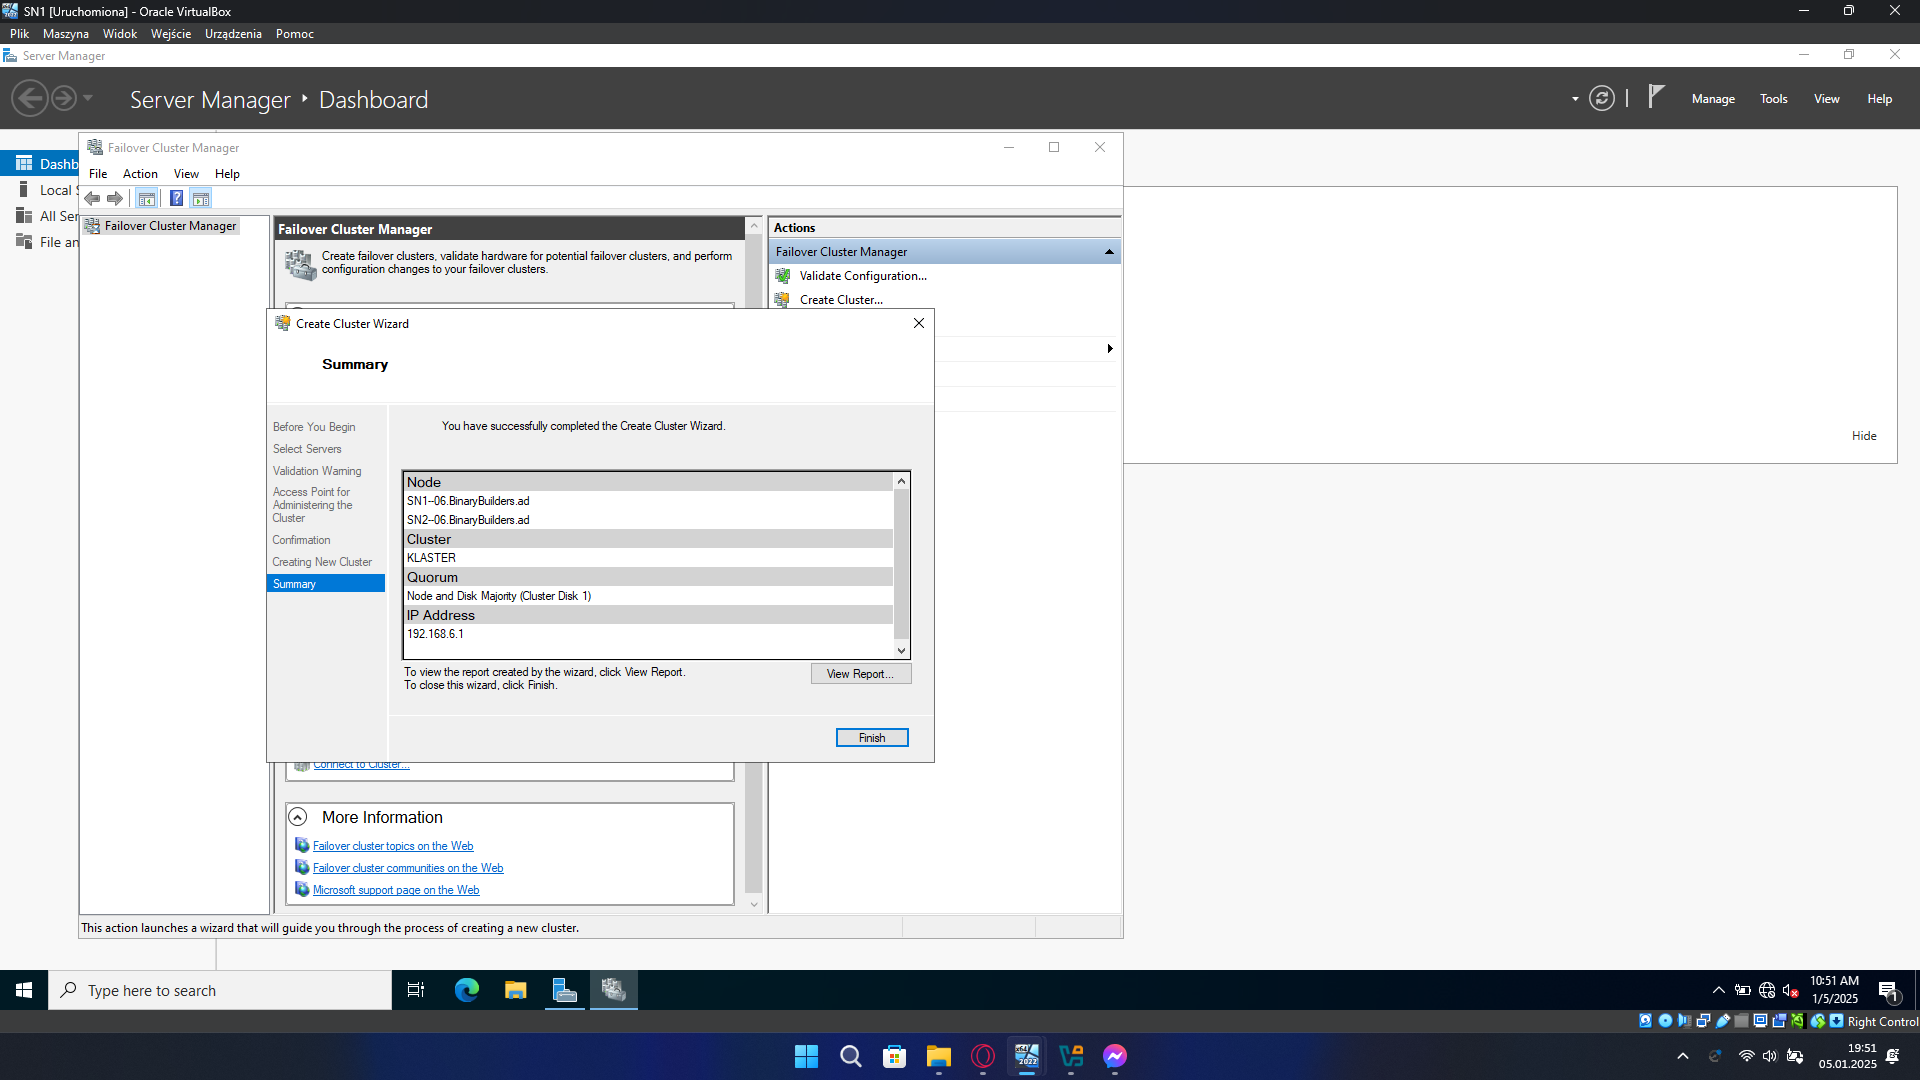 SN1 [Uruchomiona] - Oracle VirtualBox
Plik Maszyna Widok Wejście Urządzenia Pomoc
Server Manager
Server Manager ‣ Dashboard
Manage Tools View Help
Dashb
Local S
All Ser
File an
Failover Cluster Manager
File Action View Help
Failover Cluster Manager
Failover Cluster Manager
Create failover clusters, validate hardware for potential failover clusters, and perform
configuration changes to your failover clusters.
Actions
Failover Cluster Manager
Validate Configuration...
Create Cluster...
Create Cluster Wizard
Summary
Before You Begin
Select Servers
Validation Warning
Access Point for
Administering the
Cluster
Confirmation
Creating New Cluster
Summary
You have successfully completed the Create Cluster Wizard.
Node
SN1--06.BinaryBuilders.ad
SN2--06.BinaryBuilders.ad
Cluster
KLASTER
Quorum
Node and Disk Majority (Cluster Disk 1)
IP Address
192.168.6.1
To view the report created by the wizard, click View Report.
To close this wizard, click Finish.
View Report...
Finish
Hide
Connect to Cluster...
More Information
Failover cluster topics on the Web
Failover cluster communities on the Web
Microsoft support page on the Web
This action launches a wizard that will guide you through the process of creating a new cluster.
Type here to search
10:51 AM
1/5/2025
1
Right Control
2022
19:51
05.01.2025